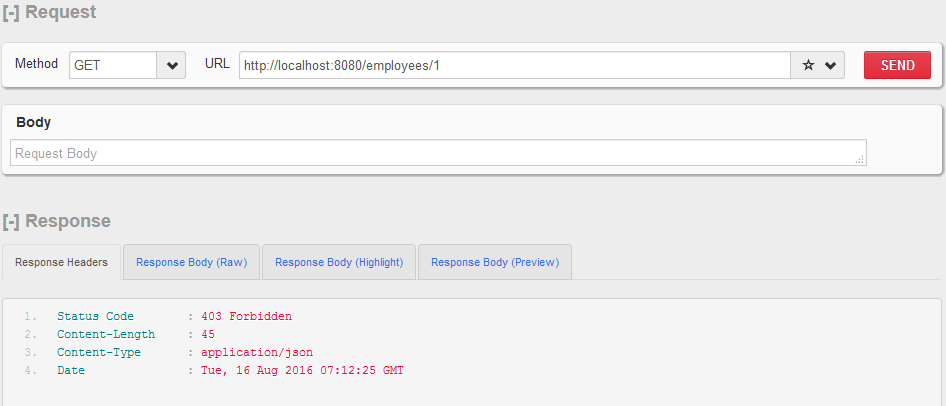 [-] Request
Method GET URL http://localhost:8080/employees/1 SEND
Body
Request Body
[-] Response
Response Headers Response Body (Raw) Response Body (Highlight) Response Body (Preview)
1. Status Code : 403 Forbidden
2. Content-Length : 45
3. Content-Type : application/json
4. Date : Tue, 16 Aug 2016 07:12:25 GMT